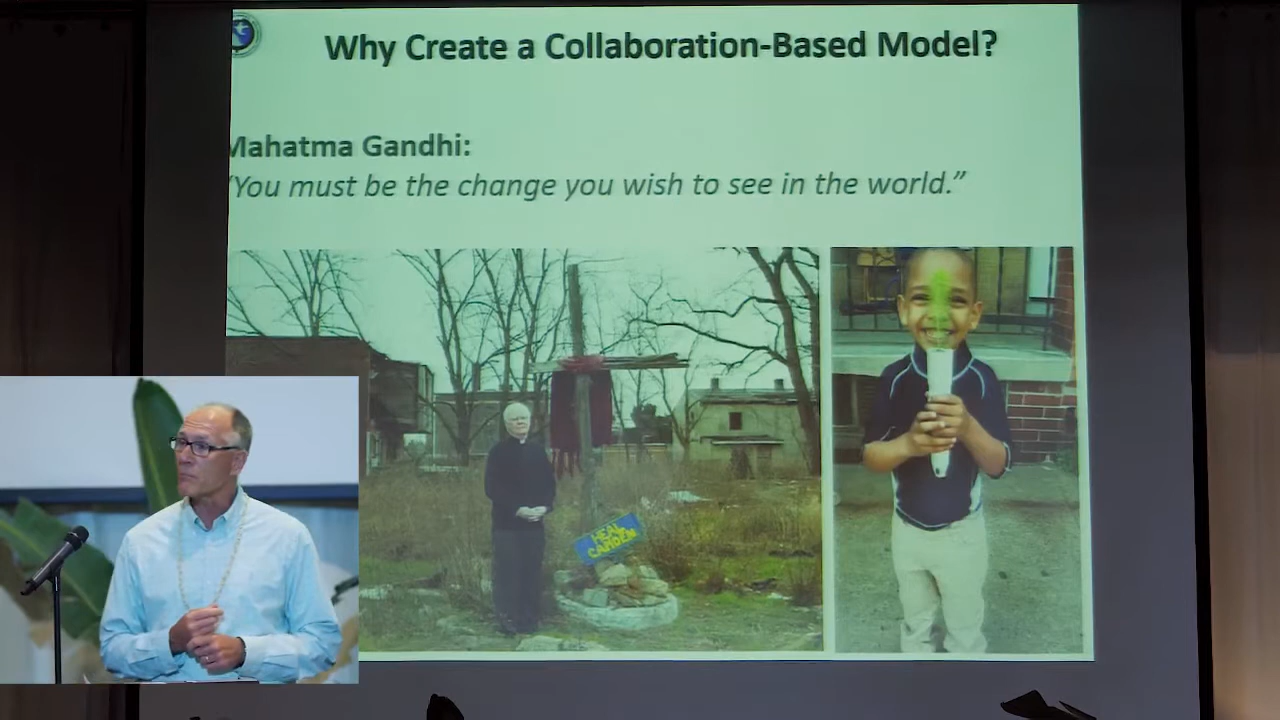 Why Create a Collaboration-Based Model?
Mahatma Gandhi:
“You must be the change you wish to see in the world.”
HEAL
CAMDEN